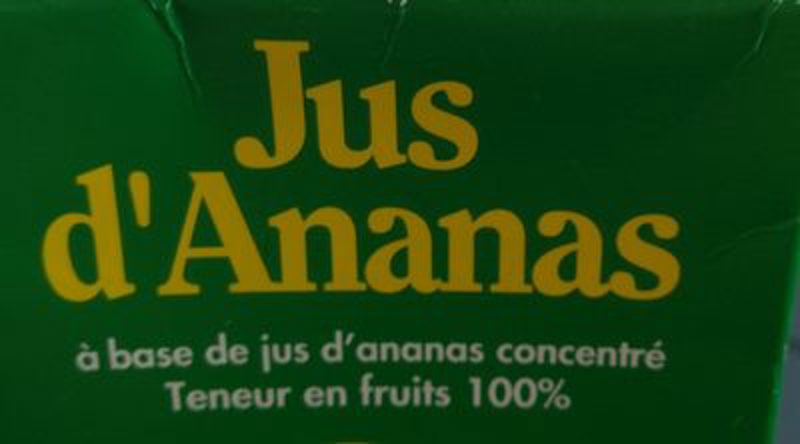 Jus
d'Ananas
à base de jus d'ananas concentré
Teneur en fruits 100%